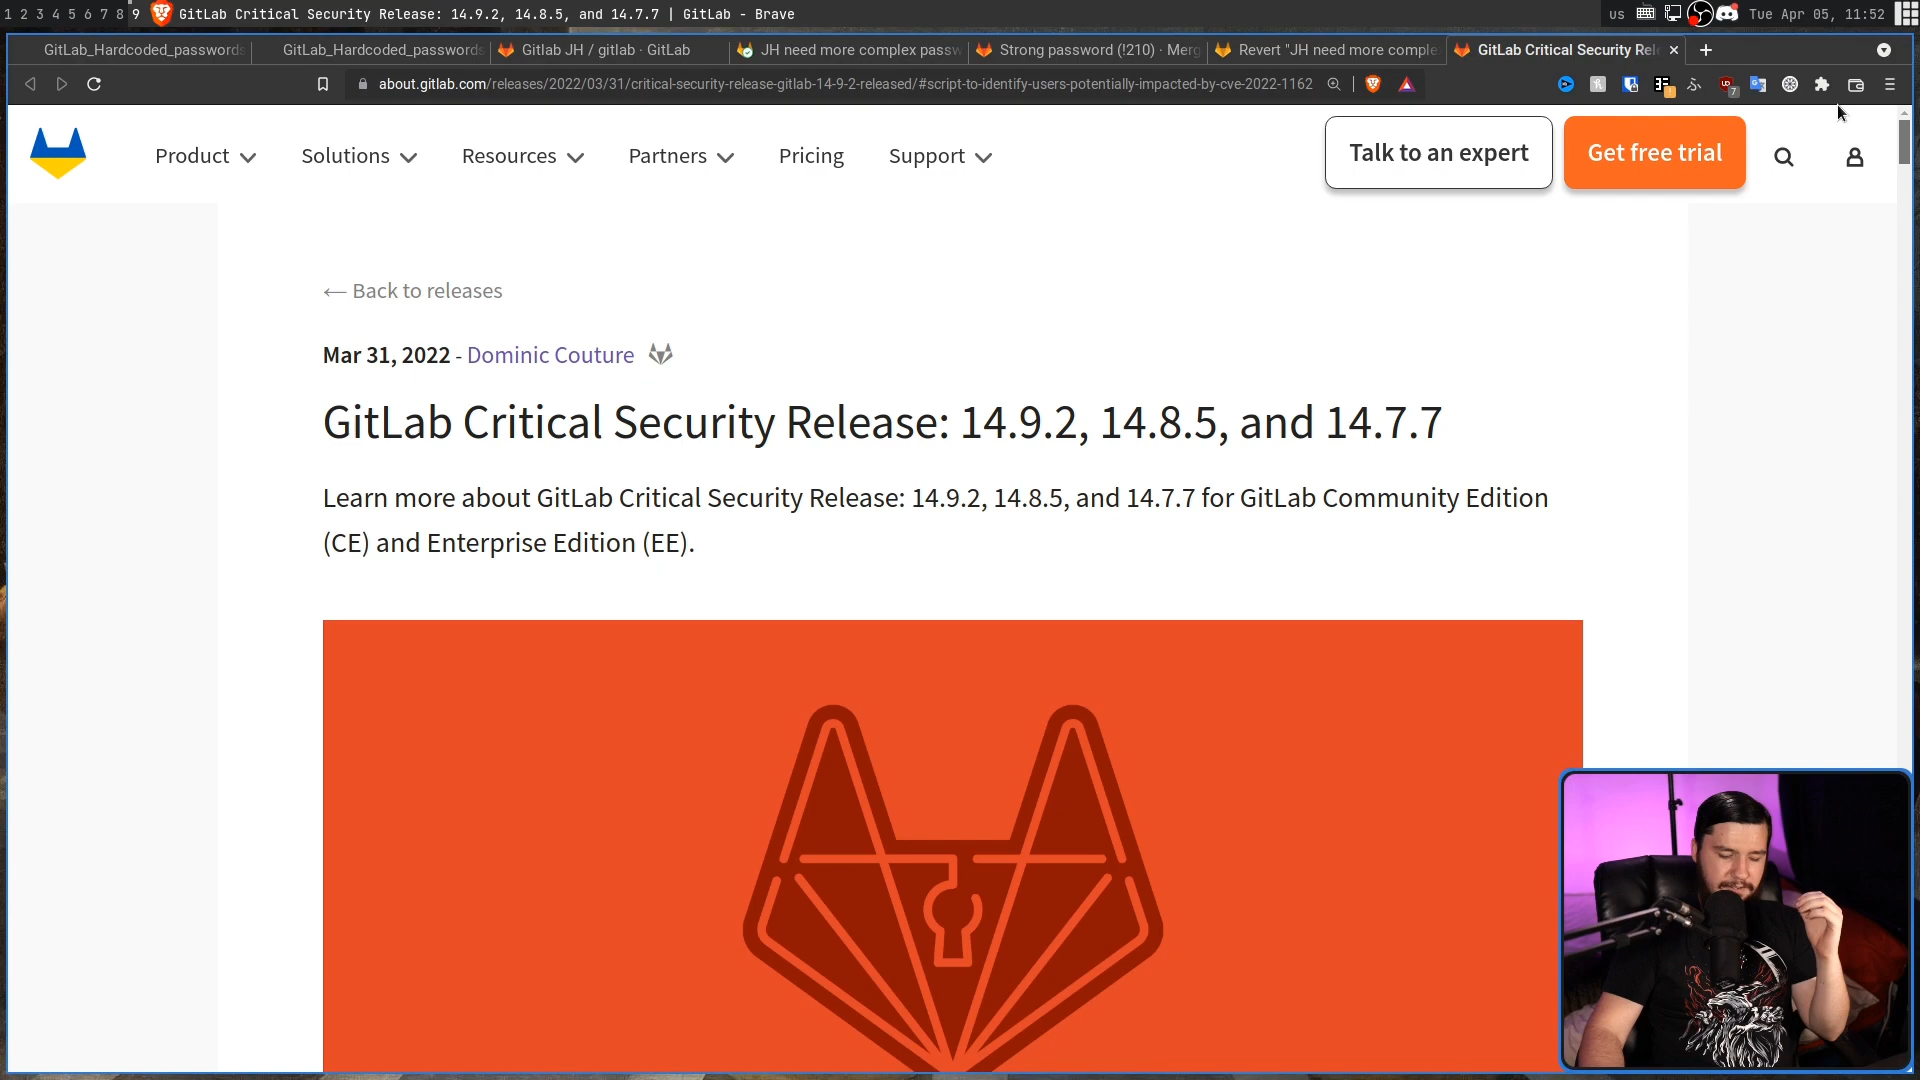 1 2 3 4 5 6 7 8 9 GitLab Critical Security Release: 14.9.2, 14.8.5, and 14.7.7 | GitLab - Brave
us Tue Apr 05, 11:52
GitLab_Hardcoded_passwords
GitLab_Hardcoded_passwords
Gitlab JH / gitlab · GitLab
JH need more complex passw
Strong password (!210) · Merg
Revert "JH need more comple
GitLab Critical Security Rel
about.gitlab.com/releases/2022/03/31/critical-security-release-gitlab-14-9-2-released/#script-to-identify-users-potentially-impacted-by-cve-2022-1162
7
Product
Solutions
Resources
Partners
Pricing
Support
Talk to an expert
Get free trial
← Back to releases
Mar 31, 2022 - Dominic Couture
GitLab Critical Security Release: 14.9.2, 14.8.5, and 14.7.7
Learn more about GitLab Critical Security Release: 14.9.2, 14.8.5, and 14.7.7 for GitLab Community Edition
(CE) and Enterprise Edition (EE).